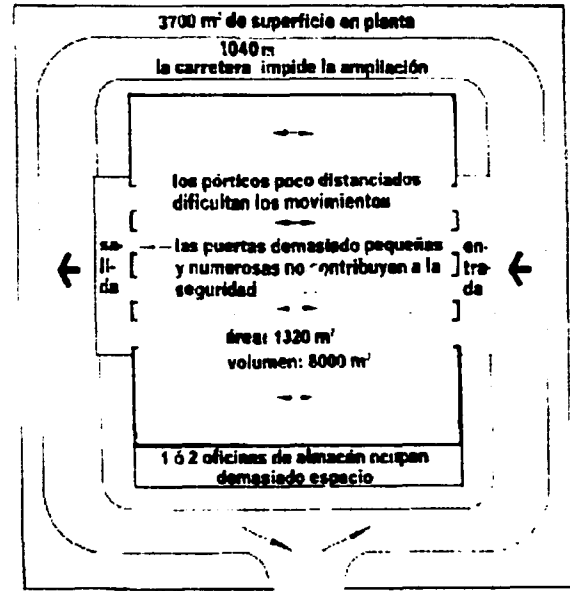 3700 m² de superficie en planta
1040 m
la carretera impide la ampliación
los pórticos poco distanciados
dificultan los movimientos
sa-
li-
da
las puertas demasiado pequeñas
y numerosas no contribuyen a la
seguridad
en-
tra-
da
área: 1320 m²
volumen: 8000 m³
1 ó 2 oficinas de almacén ocupan
demasiado espacio